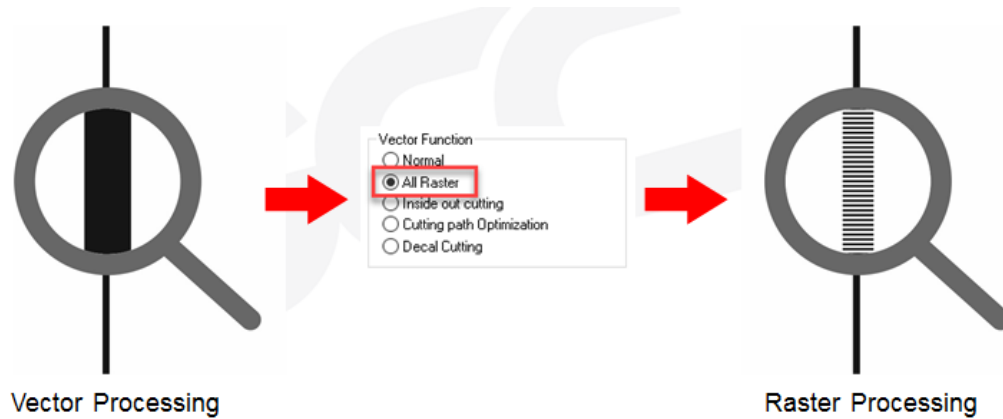 Vector Function
Normal
All Raster
Inside out cutting
Cutting path Optimization
Decal Cutting
Vector Processing
Raster Processing